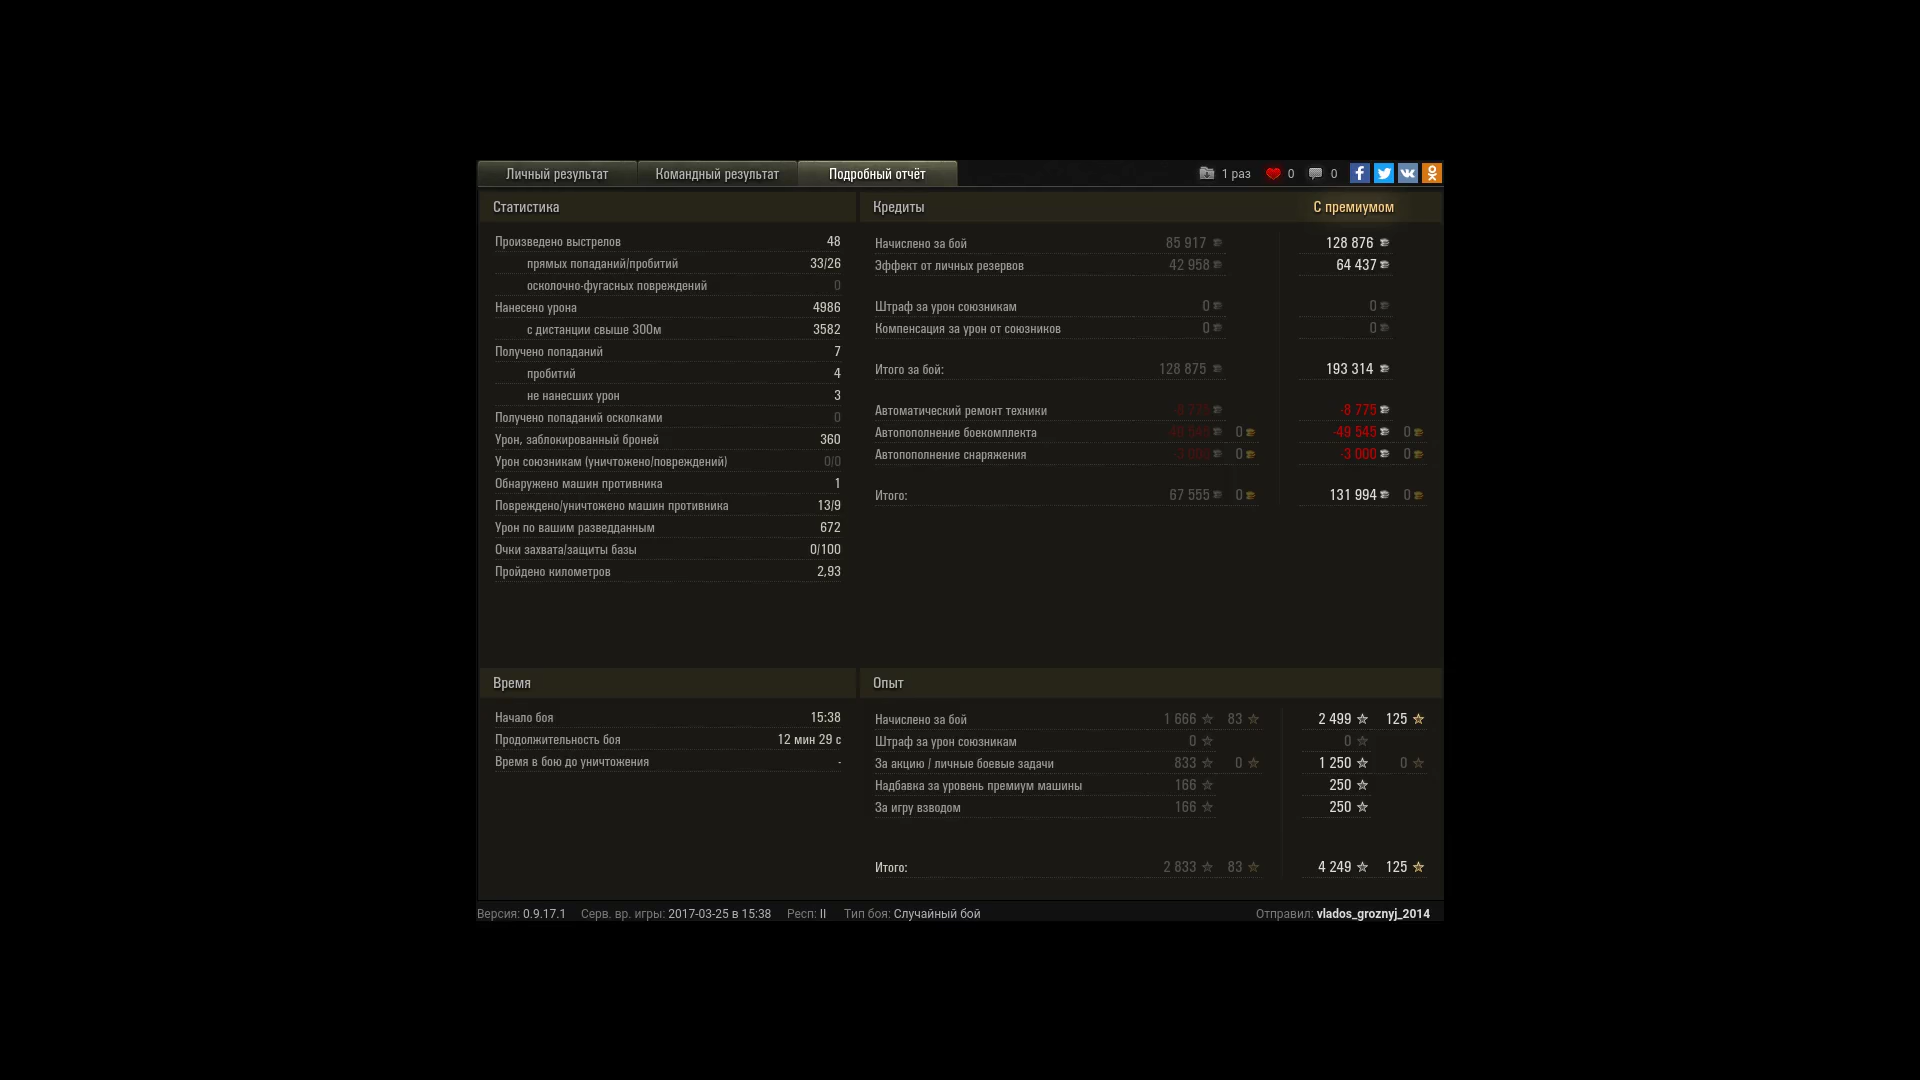 Личный результат Командный результат Подробный отчёт 1 раз 0 0
Статистика
Произведено выстрелов 48
прямых попаданий/пробитий 33/26
осколочно-фугасных повреждений 0
Нанесено урона 4986
с дистанции свыше 300м 3582
Получено попаданий 7
пробитий 4
не нанесших урон 3
Получено попаданий осколками 0
Урон, заблокированный броней 360
Урон союзникам (уничтожено/повреждений) 0/0
Обнаружено машин противника 1
Повреждено/уничтожено машин противника 13/9
Урон по вашим разведданным 672
Очки захвата/защиты базы 0/100
Пройдено километров 2,93
Кредиты С премиумом
Начислено за бой 85 917 128 876
Эффект от личных резервов 42 958 64 437
Штраф за урон союзникам 0 0
Компенсация за урон от союзников 0 0
Итого за бой: 128 875 193 314
Автоматический ремонт техники -8 775 -8 775
Автопополнение боекомплекта -49 545 0 -49 545 0
Автопополнение снаряжения -3 000 0 -3 000 0
Итого: 67 555 0 131 994 0
Время
Начало боя 15:38
Продолжительность боя 12 мин 29 с
Время в бою до уничтожения -
Опыт
Начислено за бой 1 666 83 2 499 125
Штраф за урон союзникам 0 0
За акцию / личные боевые задачи 833 0 1 250 0
Надбавка за уровень премиум машины 166 250
За игру взводом 166 250
Итого: 2 833 83 4 249 125
Версия: 0.9.17.1 Серв. вр. игры: 2017-03-25 в 15:38 Респ: II Тип боя: Случайный бой Отправил: vlados_groznyj_2014